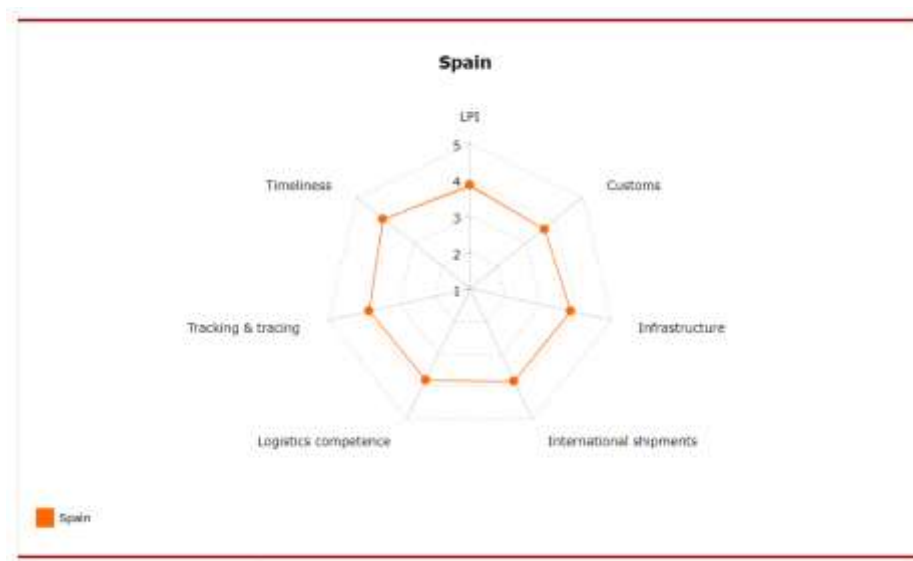 Spain
LPI
5
Timeliness
Customs
4
3
2
1
Tracking & tracing
Infrastructure
Logistics competence
International shipments
Spain